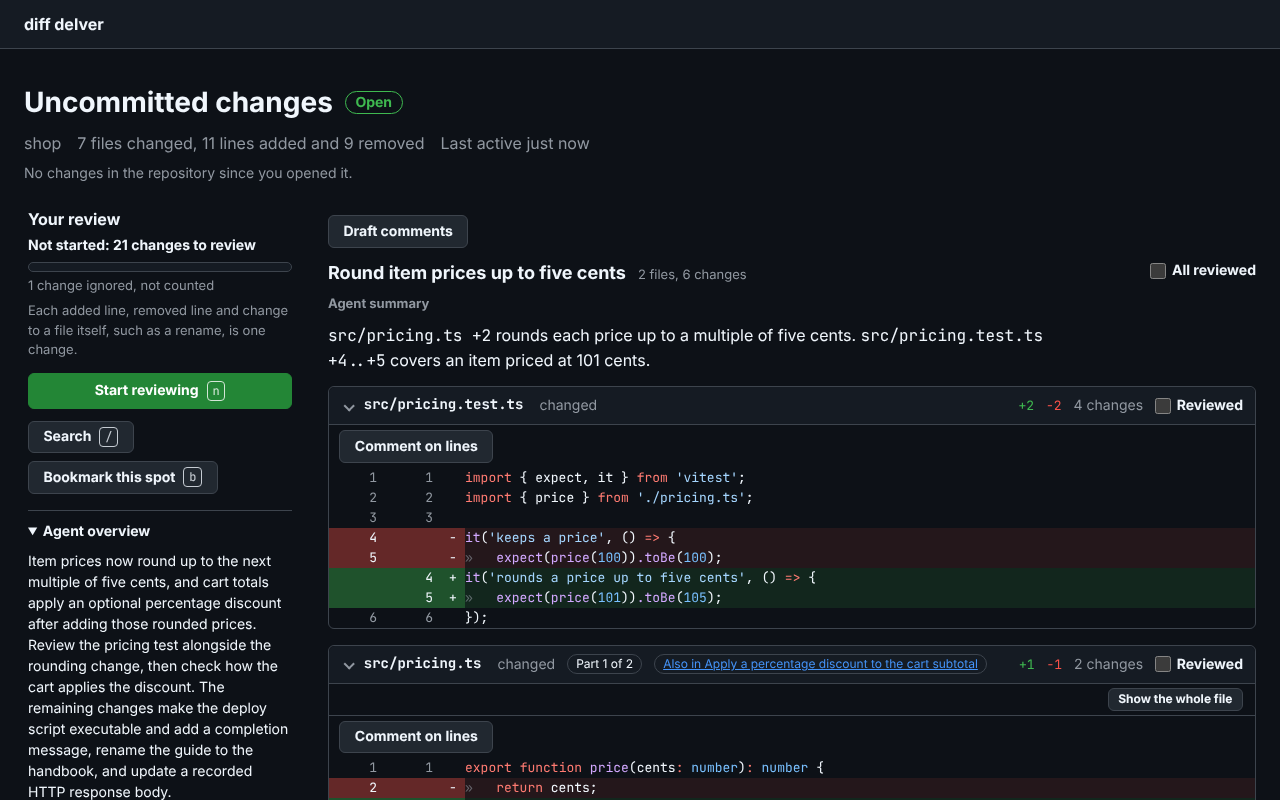 diff delver
Uncommitted changes Open
shop 7 files changed, 11 lines added and 9 removed Last active just now
No changes in the repository since you opened it.
Your review
Not started: 21 changes to review
1 change ignored, not counted
Each added line, removed line and change
to a file itself, such as a rename, is one
change.
Start reviewing n
Search /
Bookmark this spot b
▼ Agent overview
Item prices now round up to the next
multiple of five cents, and cart totals
apply an optional percentage discount
after adding those rounded prices.
Review the pricing test alongside the
rounding change, then check how the
cart applies the discount. The
remaining changes make the deploy
script executable and add a completion
message, rename the guide to the
handbook, and update a recorded
HTTP response body.
Draft comments
Round item prices up to five cents 2 files, 6 changes All reviewed
Agent summary
src/pricing.ts +2 rounds each price up to a multiple of five cents. src/pricing.test.ts
+4..+5 covers an item priced at 101 cents.
src/pricing.test.ts changed +2 -2 4 changes Reviewed
Comment on lines
1 1 import { expect, it } from 'vitest';
2 2 import { price } from './pricing.ts';
3 3
4 - it('keeps a price', () => {
5 - » expect(price(100)).toBe(100);
4 + it('rounds a price up to five cents', () => {
5 + » expect(price(101)).toBe(105);
6 6 });
src/pricing.ts changed Part 1 of 2 Also in Apply a percentage discount to the cart subtotal +1 -1 2 changes Reviewed
Show the whole file
Comment on lines
1 1 export function price(cents: number): number {
2 - » return cents;